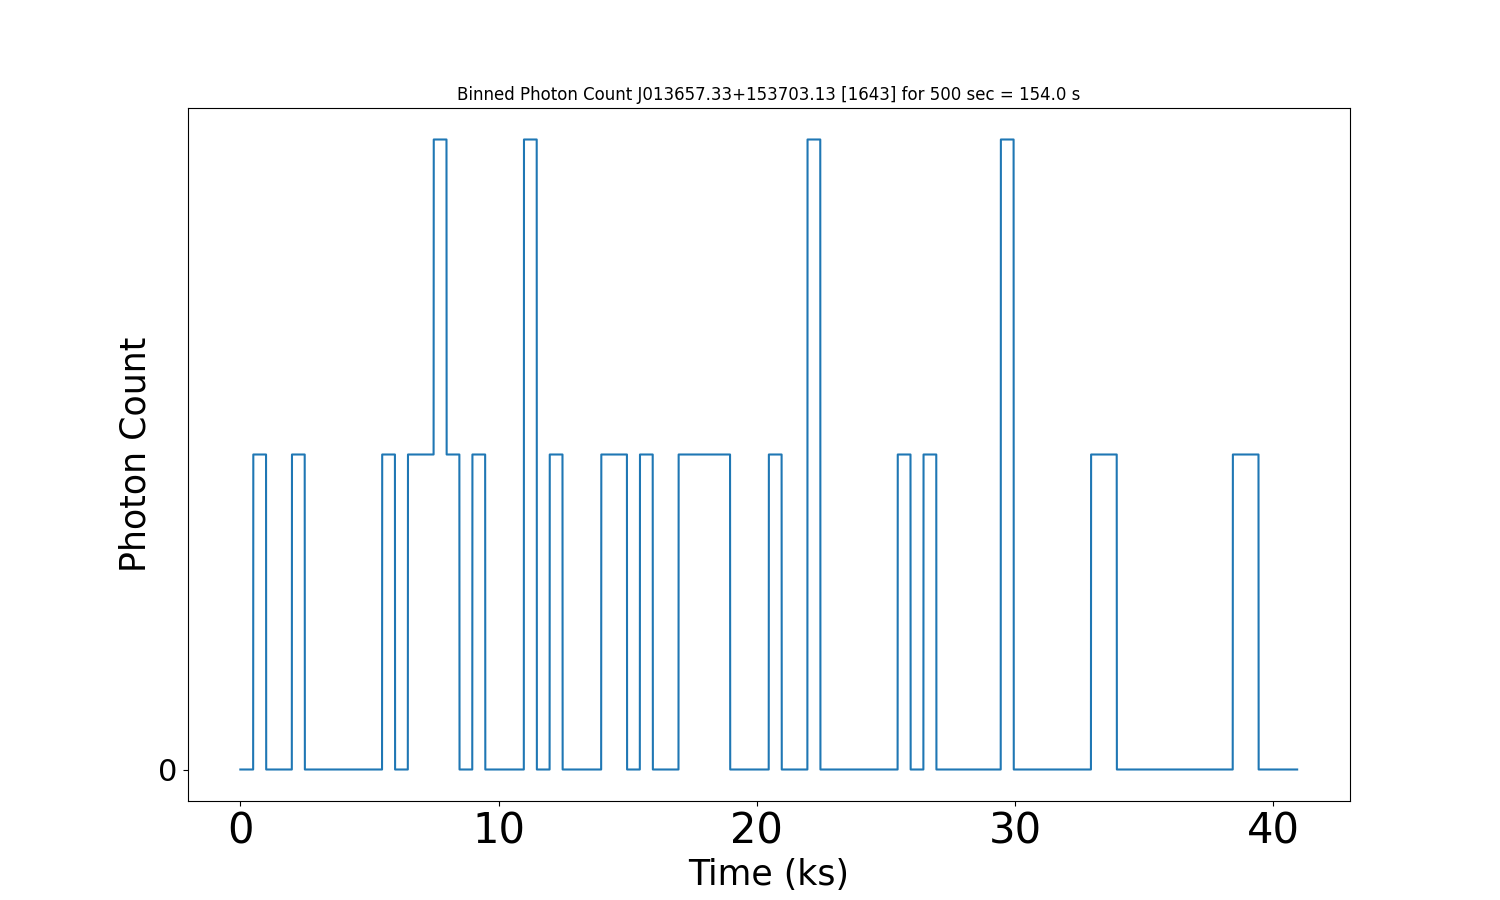 Binned Photon Count J013657.33+153703.13 [1643] for 500 sec = 154.0 s
Photon Count
0
0 10 20 30 40
Time (ks)